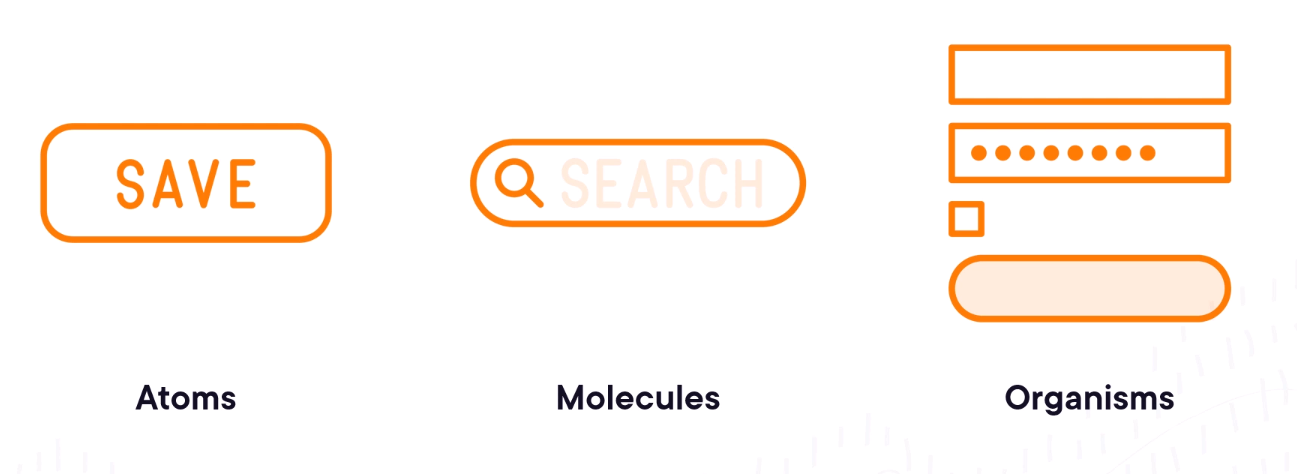 SAVE
SEARCH
Atoms
Molecules
Organisms